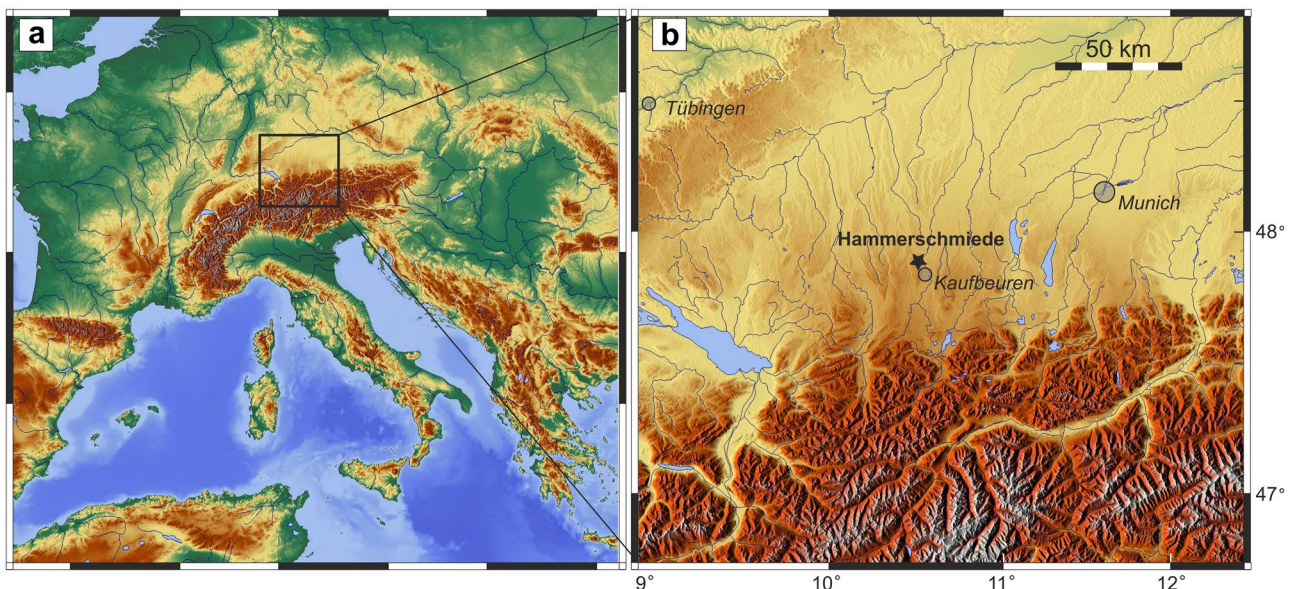 a
b
50 km
Tübingen
Munich
Hammerschmiede
48°
Kaufbeuren
47°
9° 10° 11° 12°